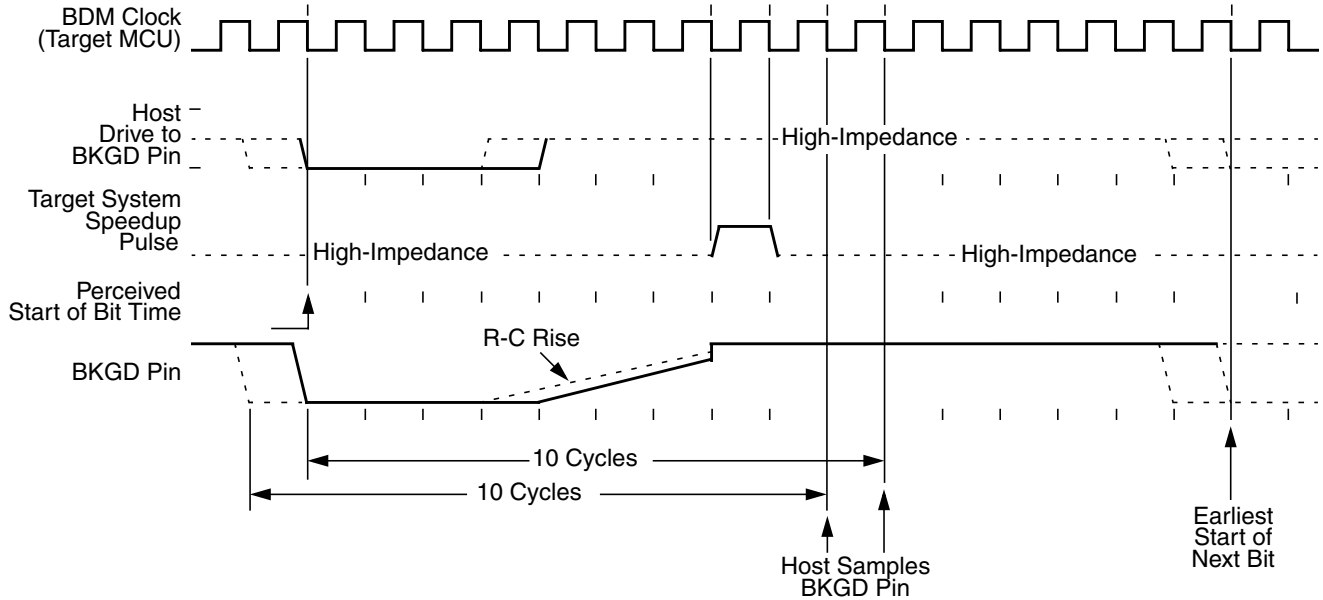 BDM Clock
(Target MCU)
Host
Drive to
BKGD Pin
High-Impedance
Target System
Speedup
Pulse
High-Impedance
High-Impedance
Perceived
Start of Bit Time
R-C Rise
BKGD Pin
10 Cycles
10 Cycles
Host Samples
BKGD Pin
Earliest
Start of
Next Bit